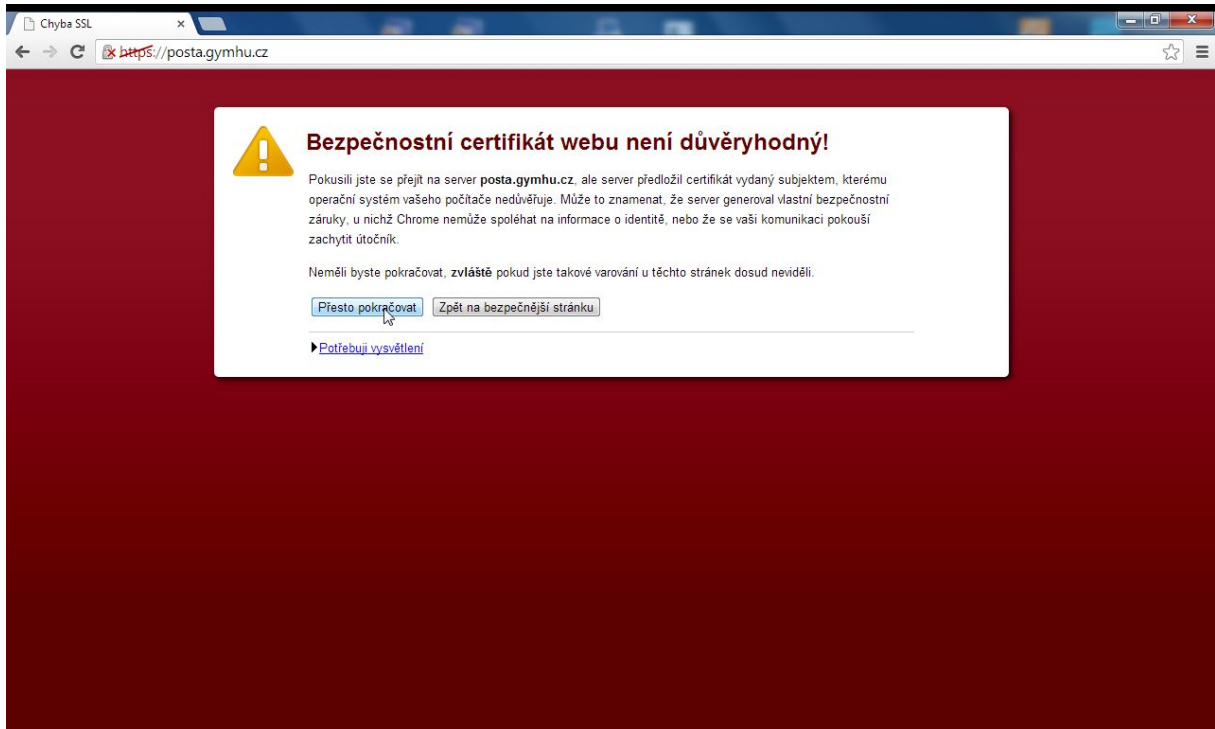 Chyba SSL
https://posta.gymhu.cz
Bezpečnostní certifikát webu není důvěryhodný!
Pokusili jste se přejít na server posta.gymhu.cz, ale server předložil certifikát vydaný subjektem, kterému
operační systém vašeho počítače nedůvěřuje. Může to znamenat, že server generoval vlastní bezpečnostní
záruky, u nichž Chrome nemůže spoléhat na informace o identitě, nebo že se vaši komunikaci pokouší
zachytit útočník.
Neměli byste pokračovat, zvláště pokud jste takové varování u těchto stránek dosud neviděli.
Přesto pokračovat Zpět na bezpečnější stránku
Potřebuji vysvětlení